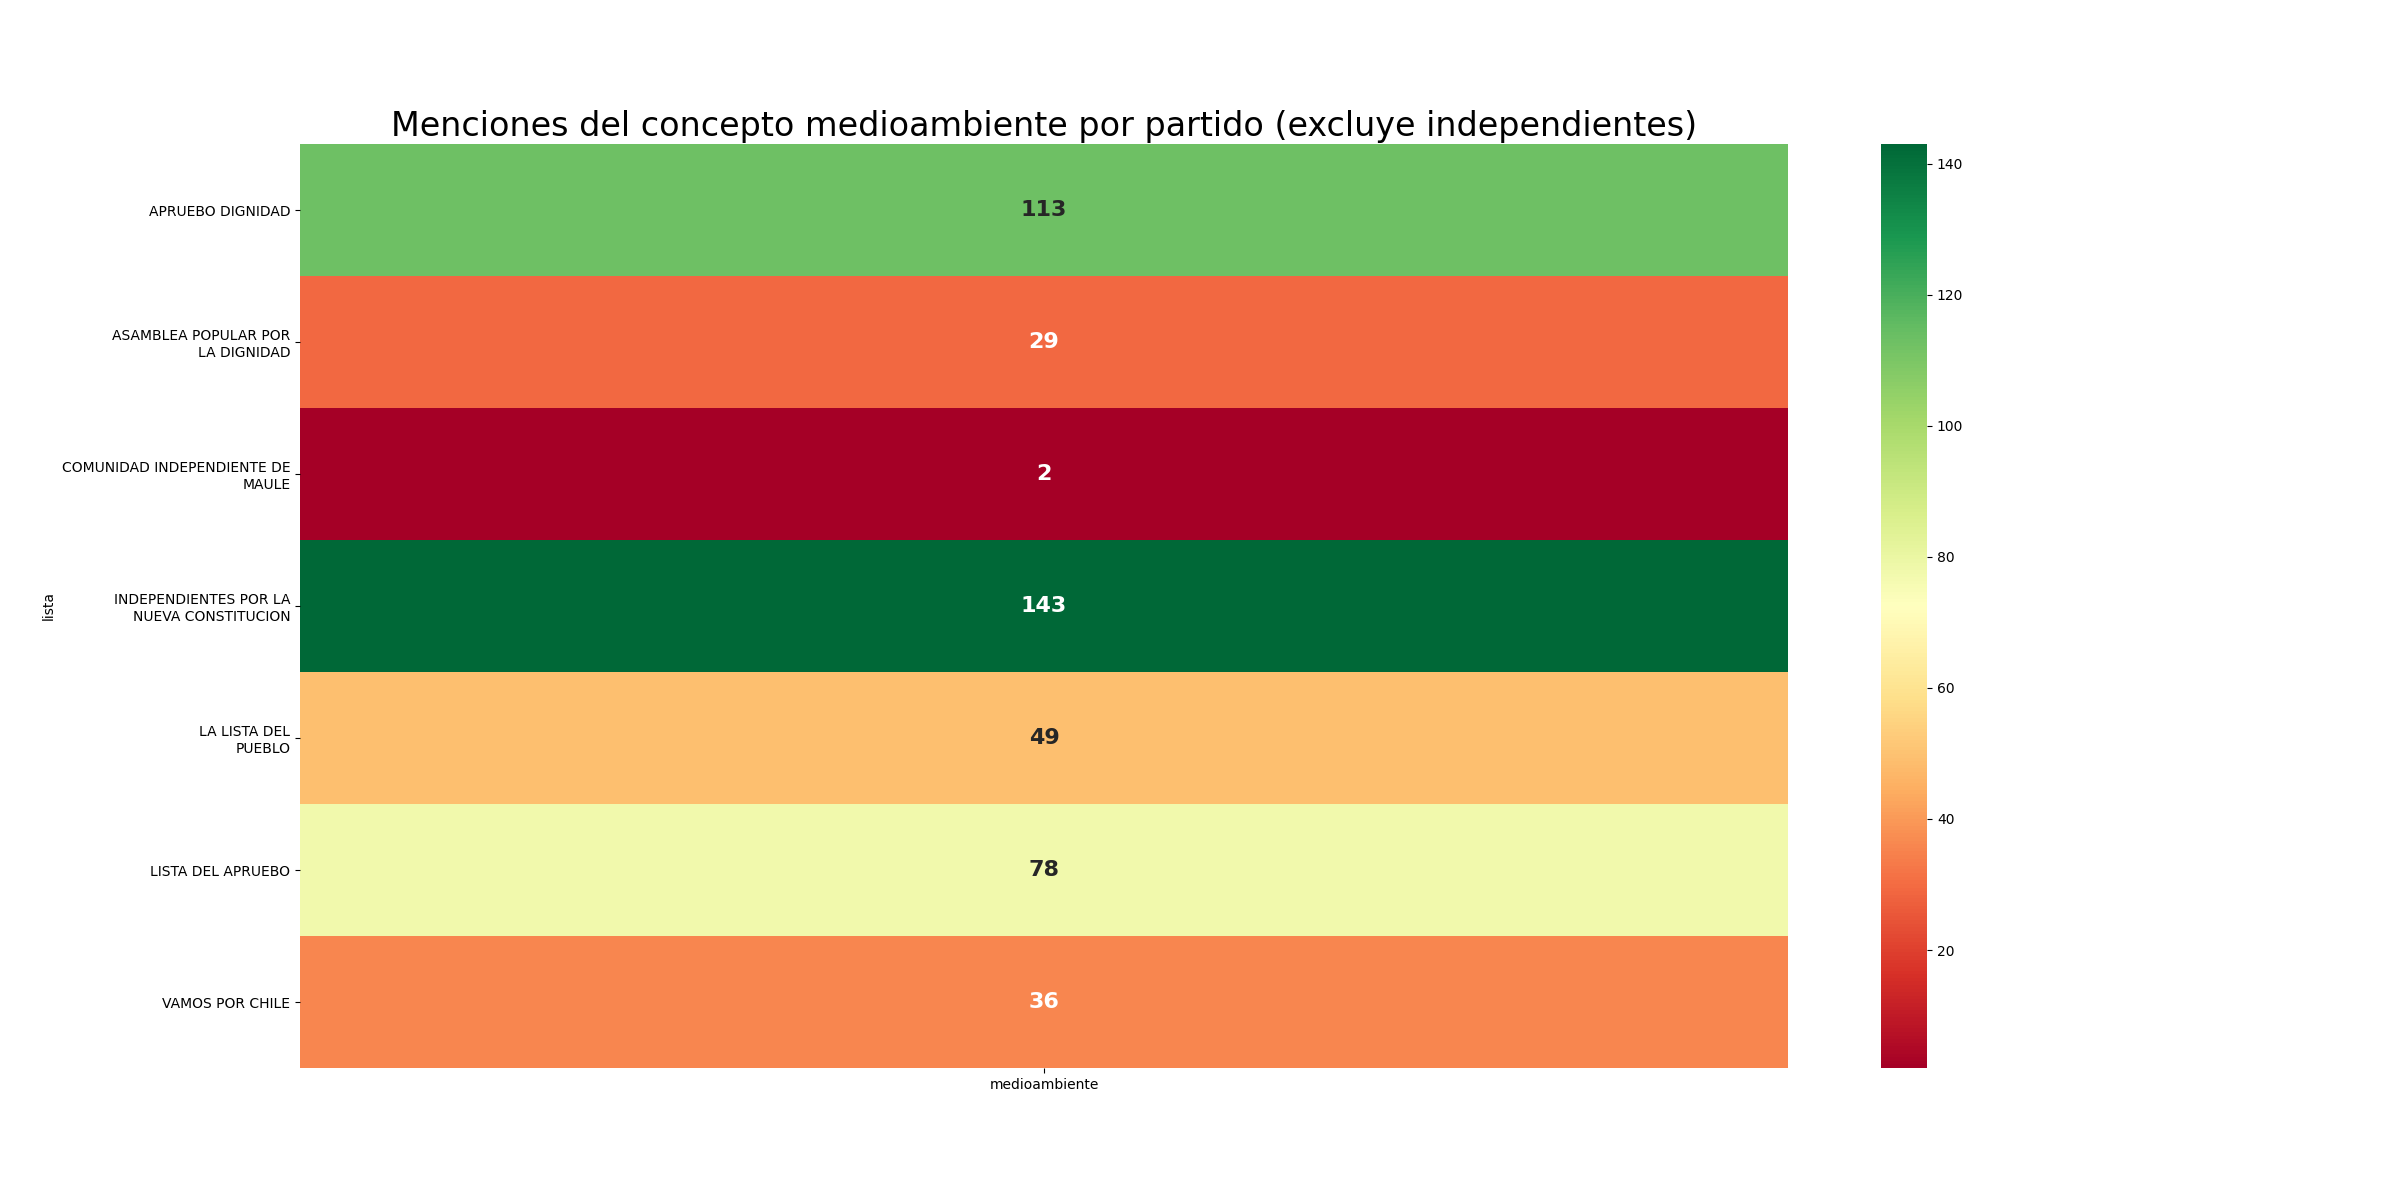 Menciones del concepto medioambiente por partido (excluye independientes)
lista
APRUEBO DIGNIDAD
113
ASAMBLEA POPULAR POR
LA DIGNIDAD
29
COMUNIDAD INDEPENDIENTE DE
MAULE
2
INDEPENDIENTES POR LA
NUEVA CONSTITUCION
143
LA LISTA DEL
PUEBLO
49
LISTA DEL APRUEBO
78
VAMOS POR CHILE
36
medioambiente
140
120
100
80
60
40
20